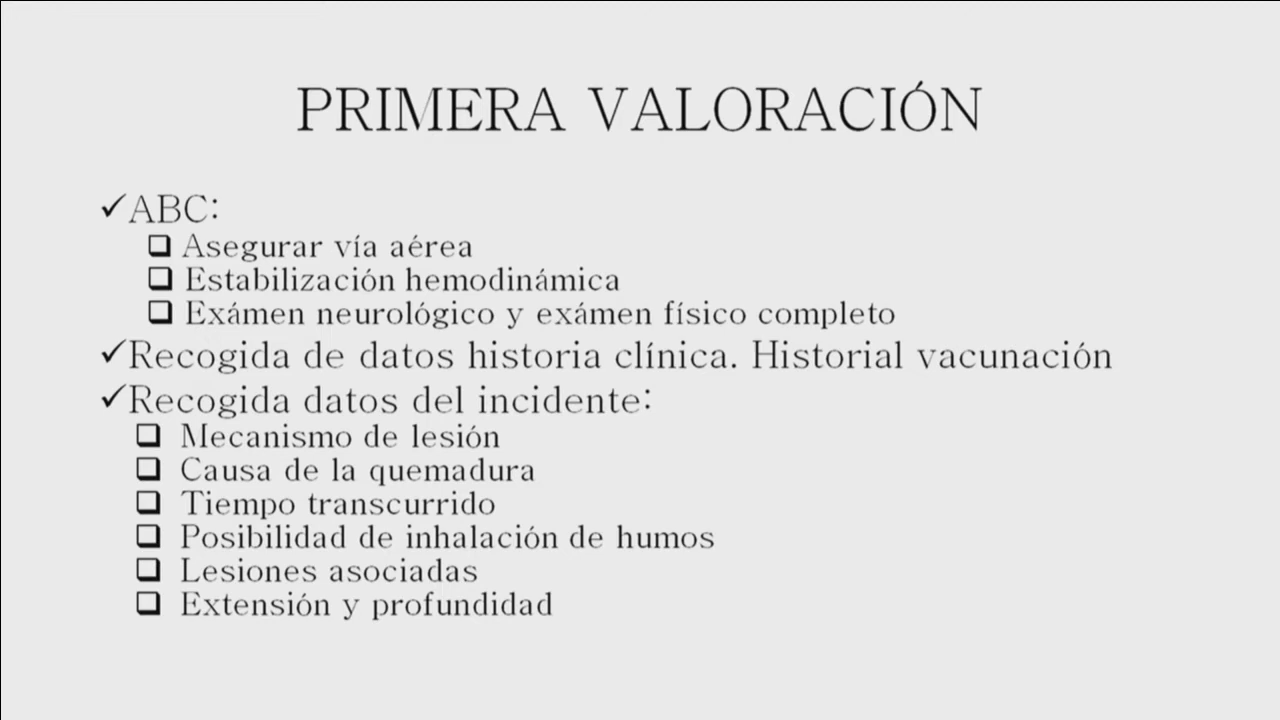 PRIMERA VALORACIÓN
✓ABC:
❑ Asegurar vía aérea
❑ Estabilización hemodinámica
❑ Exámen neurológico y exámen físico completo
✓Recogida de datos historia clínica. Historial vacunación
✓Recogida datos del incidente:
❑ Mecanismo de lesión
❑ Causa de la quemadura
❑ Tiempo transcurrido
❑ Posibilidad de inhalación de humos
❑ Lesiones asociadas
❑ Extensión y profundidad